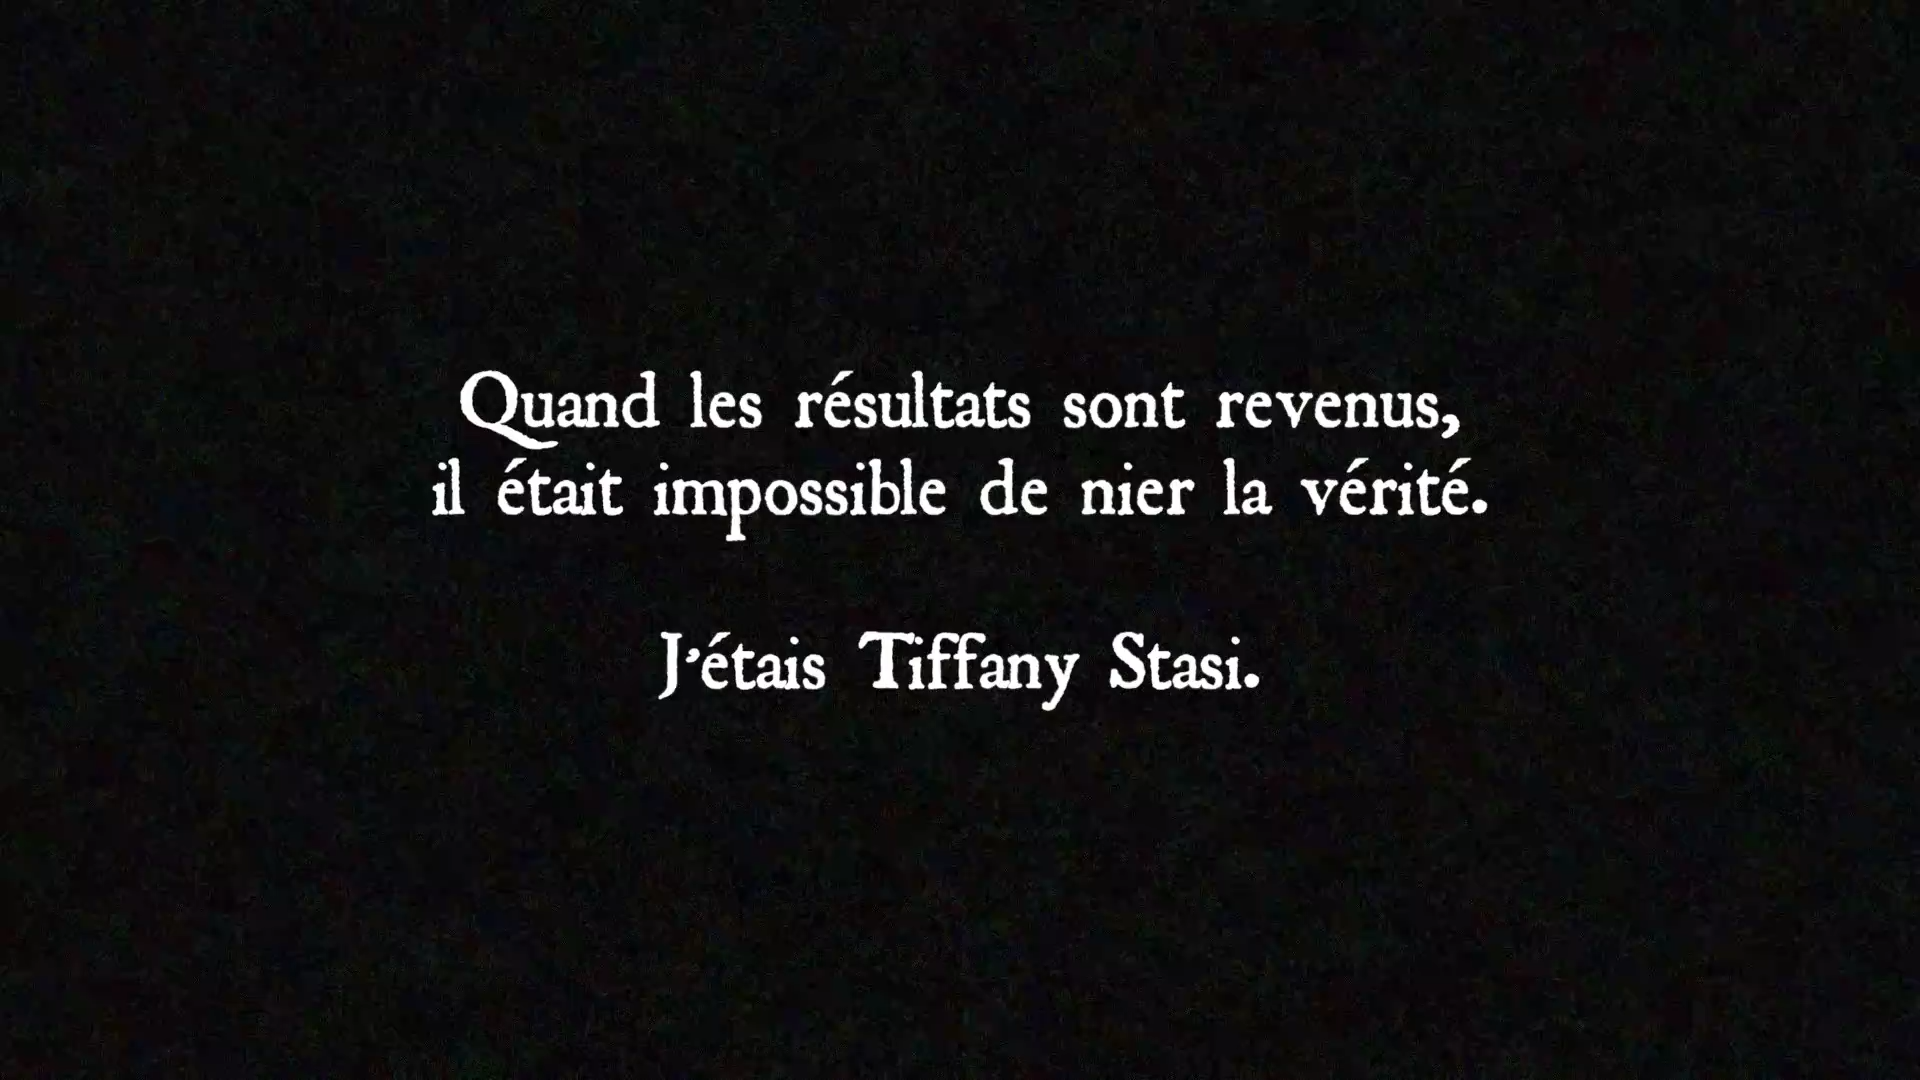 Quand les résultats sont revenus,
il était impossible de nier la vérité.
J'étais Tiffany Stasi.